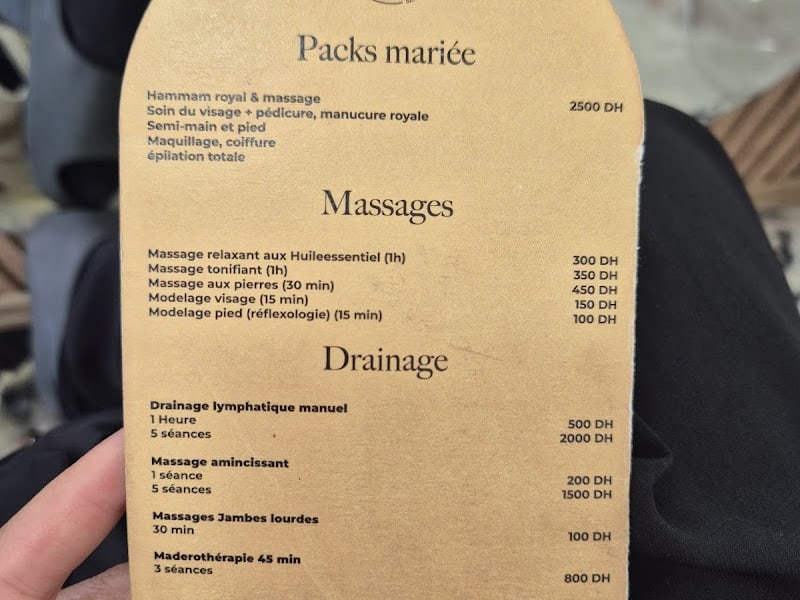 Packs mariée
Hammam royal & massage
Soin du visage + pédicure, manucure royale 2500 DH
Semi-main et pied
Maquillage, coiffure
épilation totale
Massages
Massage relaxant aux Huileessentiel (1h) 300 DH
Massage tonifiant (1h) 350 DH
Massage aux pierres (30 min) 450 DH
Modelage visage (15 min) 150 DH
Modelage pied (réflexologie) (15 min) 100 DH
Drainage
Drainage lymphatique manuel
1 Heure 500 DH
5 séances 2000 DH
Massage amincissant
1 séance 200 DH
5 séances 1500 DH
Massages Jambes lourdes
30 min 100 DH
Maderothérapie 45 min
3 séances 800 DH